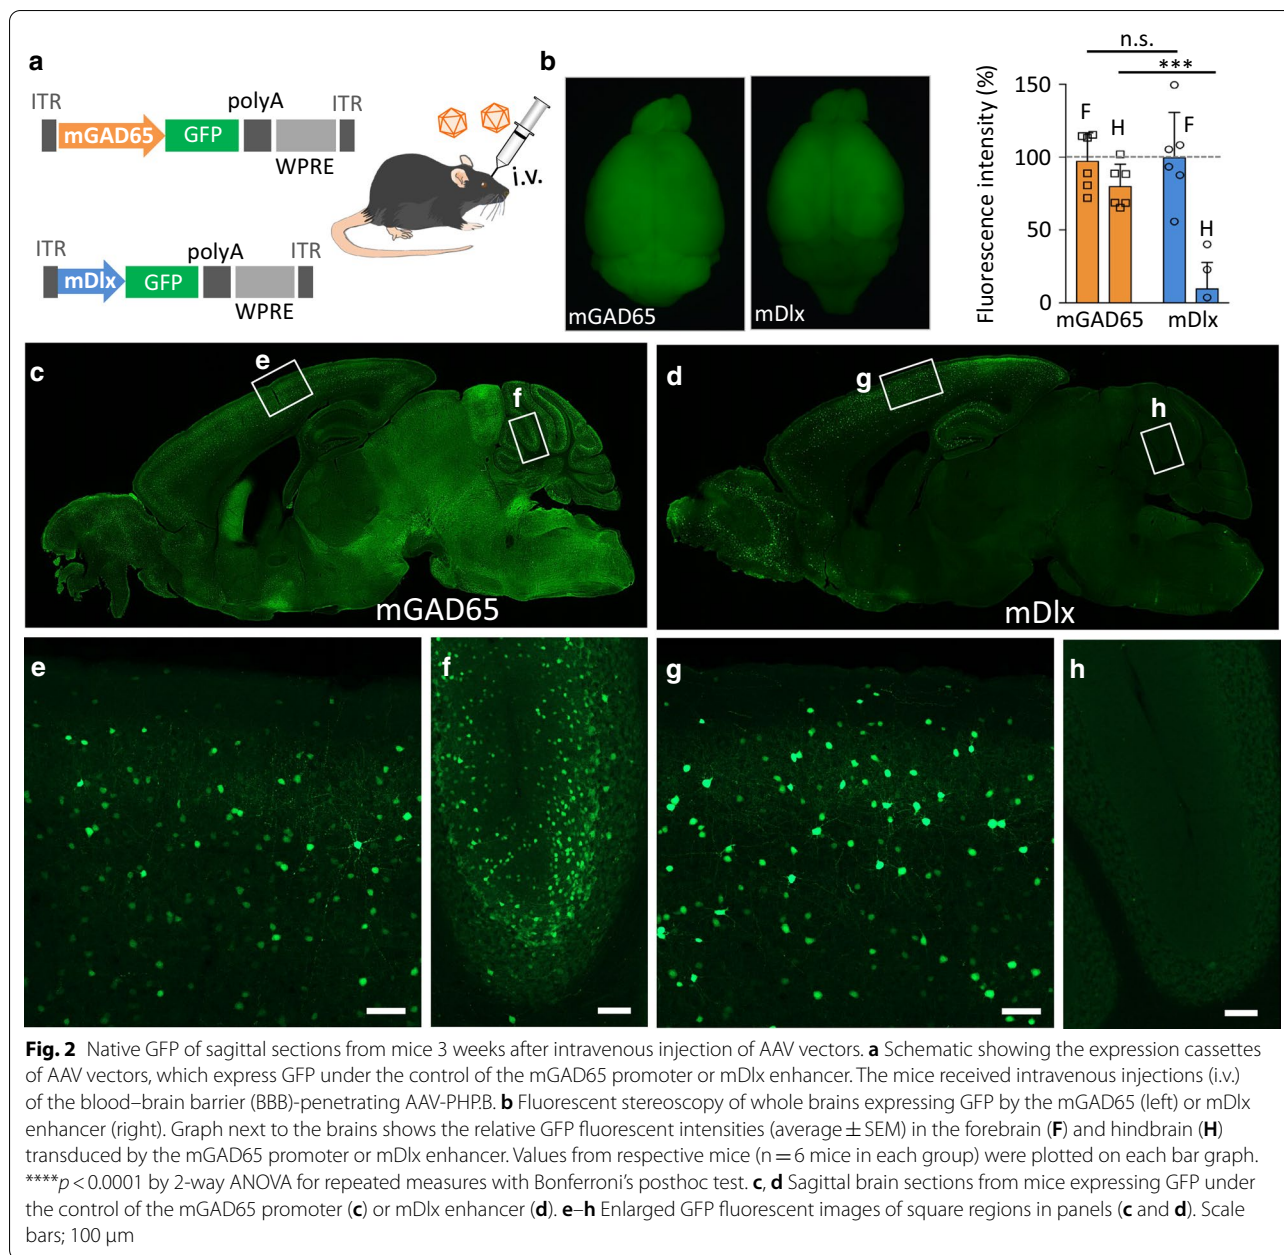 a
ITR
polyA
ITR
mGAD65
GFP
WPRE
i.v.
ITR
polyA
ITR
mDlx
GFP
WPRE
b
mGAD65
mDlx
n.s.
***
Fluorescence intensity (%)
150
100
50
0
F
H
F
H
mGAD65
mDlx
c
e
f
mGAD65
d
g
h
mDlx
e
f
g
h
Fig. 2 Native GFP of sagittal sections from mice 3 weeks after intravenous injection of AAV vectors. a Schematic showing the expression cassettes
of AAV vectors, which express GFP under the control of the mGAD65 promoter or mDlx enhancer. The mice received intravenous injections (i.v.)
of the blood–brain barrier (BBB)-penetrating AAV-PHP.B. b Fluorescent stereoscopy of whole brains expressing GFP by the mGAD65 (left) or mDlx
enhancer (right). Graph next to the brains shows the relative GFP fluorescent intensities (average ± SEM) in the forebrain (F) and hindbrain (H)
transduced by the mGAD65 promoter or mDlx enhancer. Values from respective mice (n = 6 mice in each group) were plotted on each bar graph.
****p < 0.0001 by 2-way ANOVA for repeated measures with Bonferroni's posthoc test. c, d Sagittal brain sections from mice expressing GFP under
the control of the mGAD65 promoter (c) or mDlx enhancer (d). e–h Enlarged GFP fluorescent images of square regions in panels (c and d). Scale
bars; 100 μm